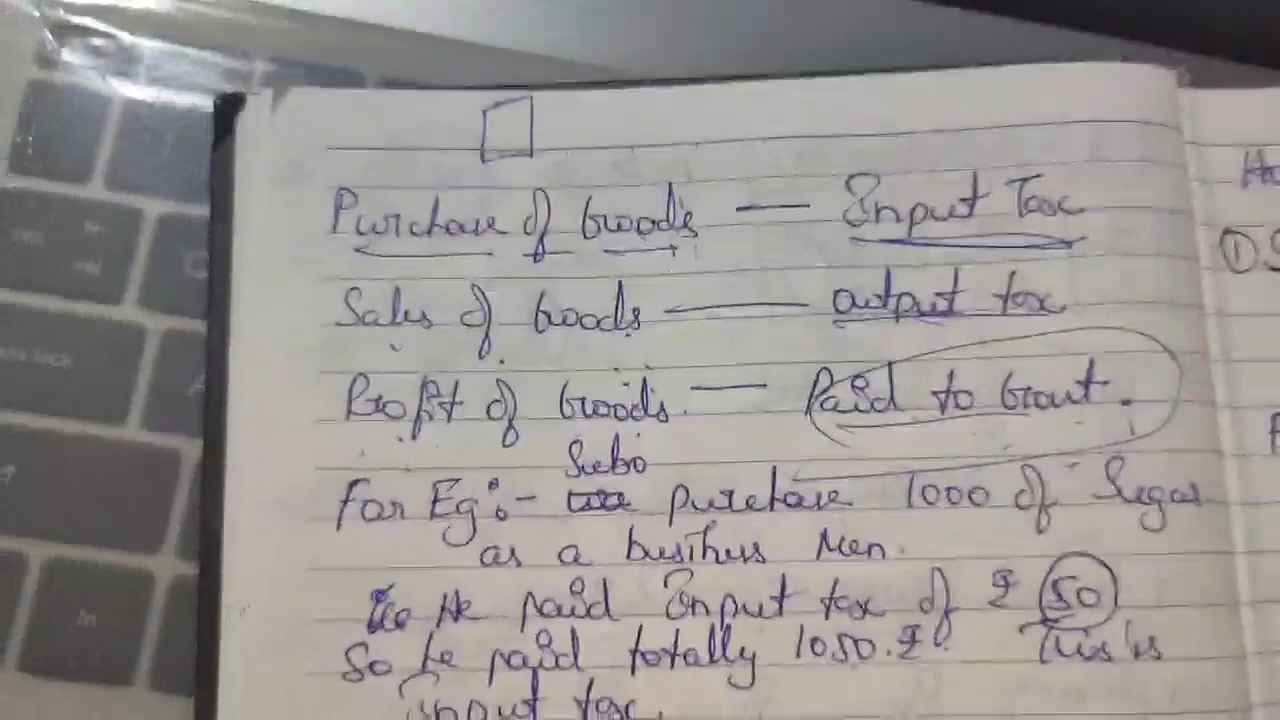 Purchase of Goods — Input Tax
Sales of Goods — output tax
Profit of Goods — Paid to Govt.
For Eg:- Subo purchase 1000 of Sugar
as a business Men.
He paid Input tax of ₹ 50
So he paid totally 1050.₹ This is
input tax.